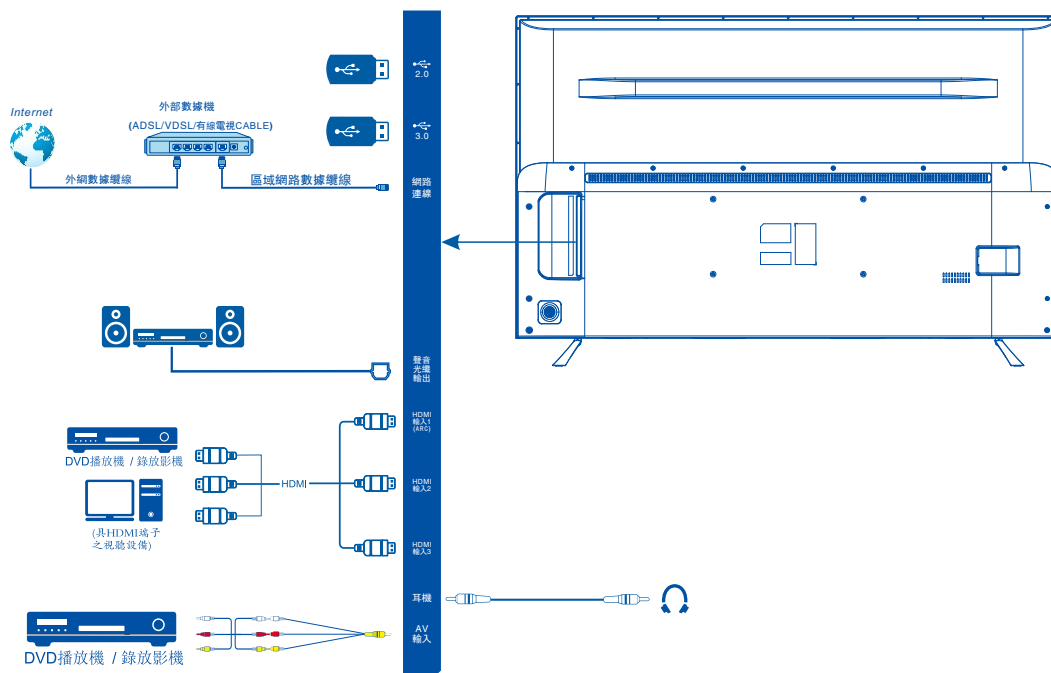 2.0
Internet
外部數據機
(ADSL/VDSL/有線電視CABLE)
3.0
外網數據纜線
區域網路數據纜線
網路
連線
聲音
光纖
輸出
HDMI
輸入1
(ARC)
DVD播放機 / 錄放影機
HDMI
HDMI
輸入2
(具HDMI端子
之視聽設備)
HDMI
輸入3
耳機
AV
輸入
DVD播放機 / 錄放影機